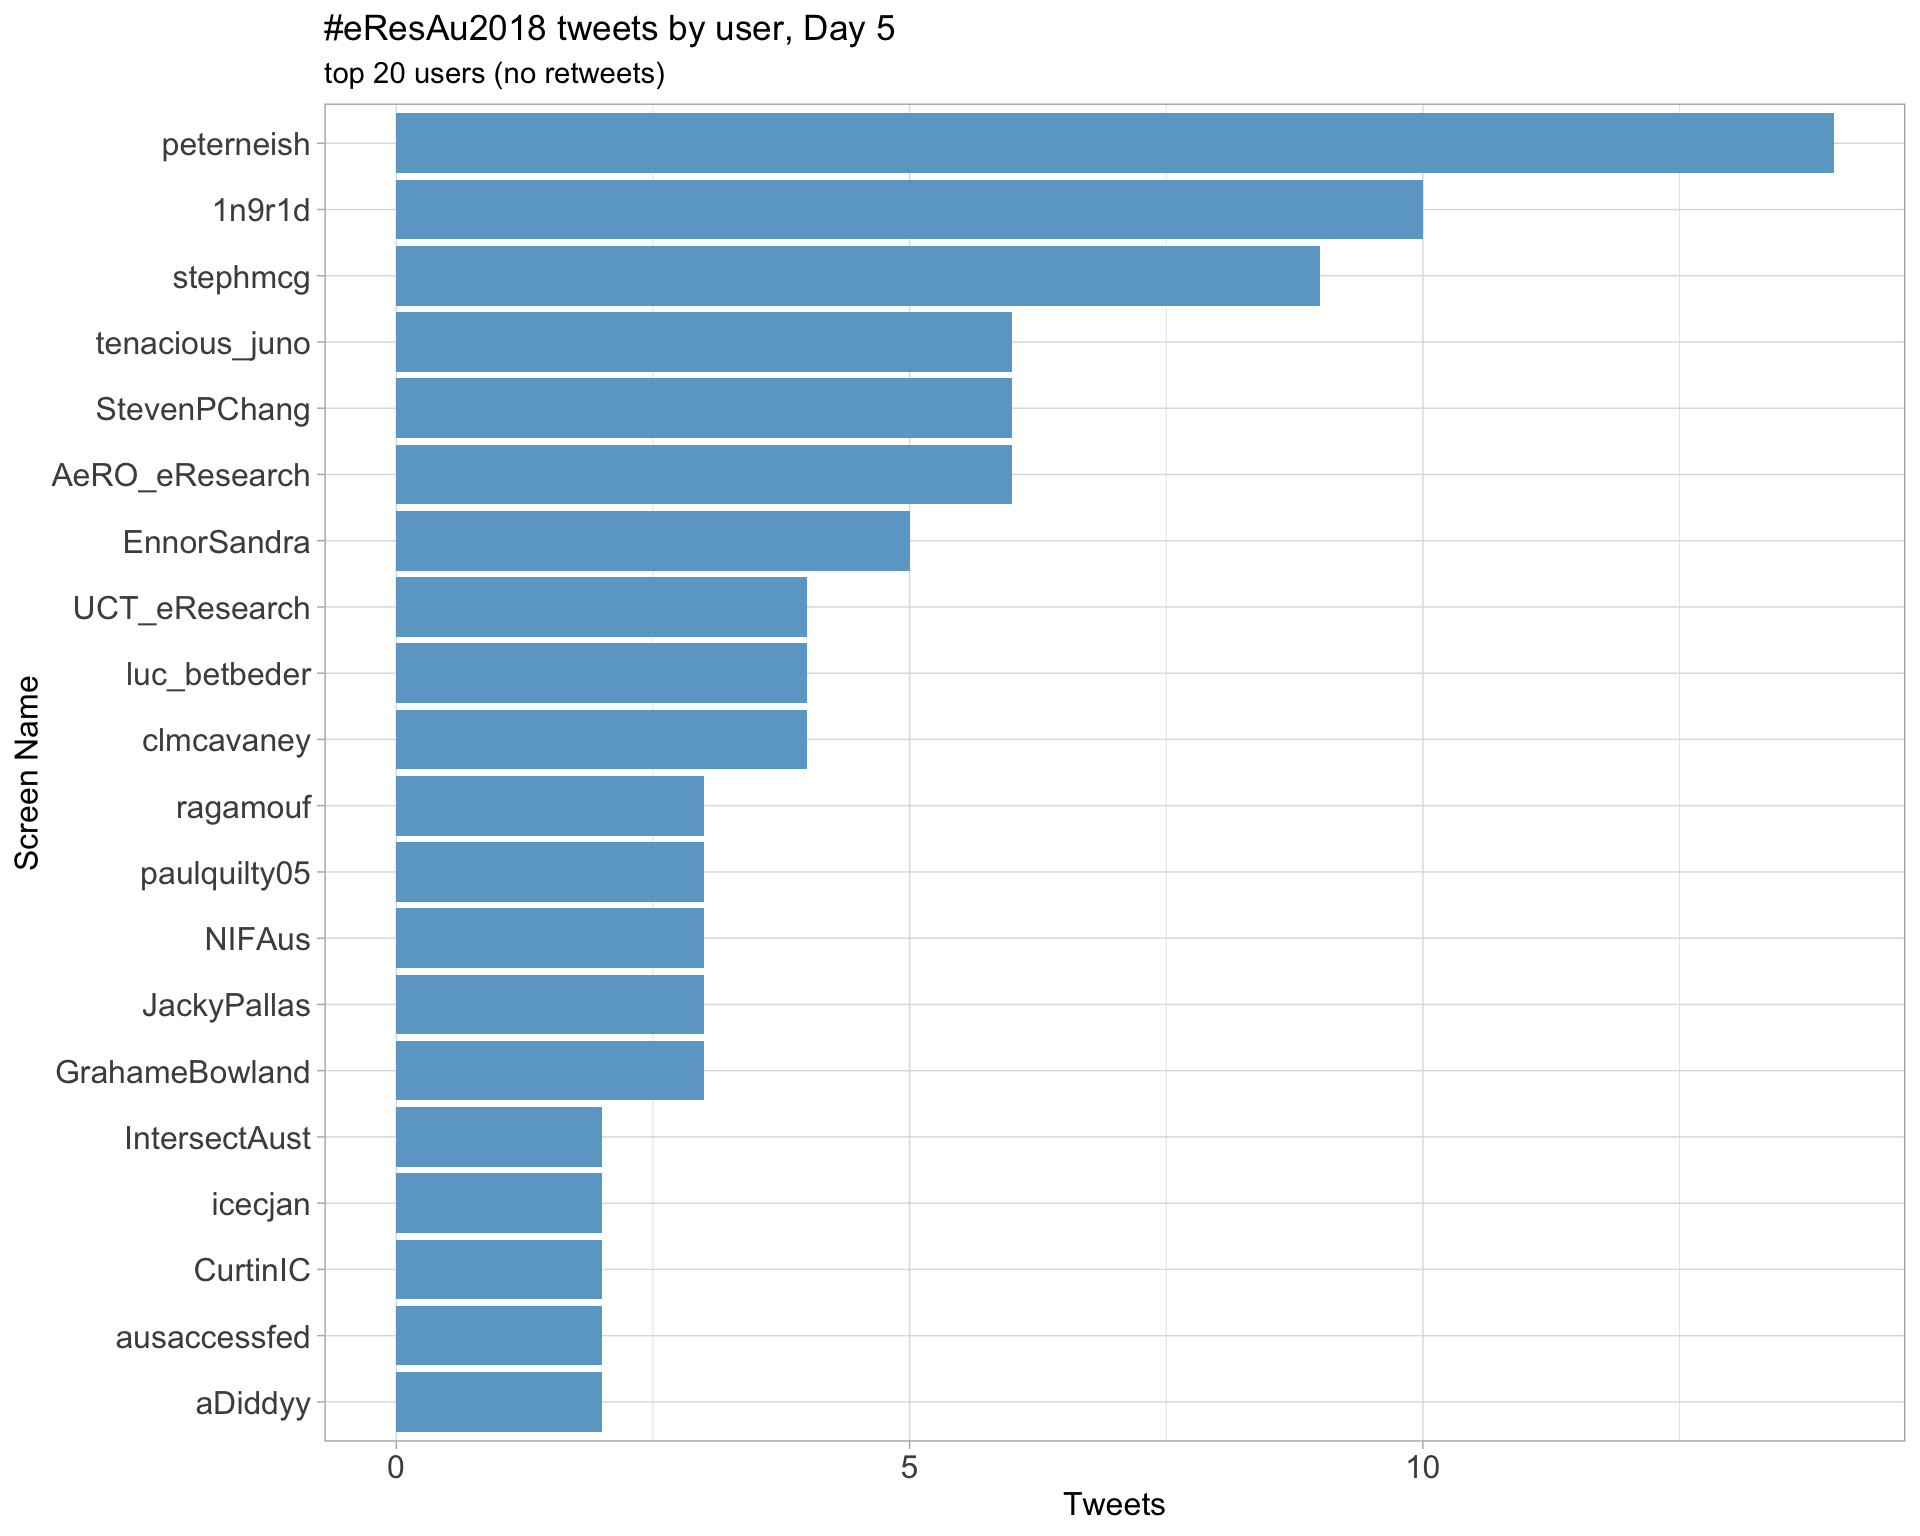 #eResAu2018 tweets by user, Day 5
top 20 users (no retweets)
Screen Name
peterneish
1n9r1d
stephmcg
tenacious_juno
StevenPChang
AeRO_eResearch
EnnorSandra
UCT_eResearch
luc_betbeder
clmcavaney
ragamouf
paulquilty05
NIFAus
JackyPallas
GrahameBowland
IntersectAust
icecjan
CurtinIC
ausaccessfed
aDiddyy
0 5 10
Tweets